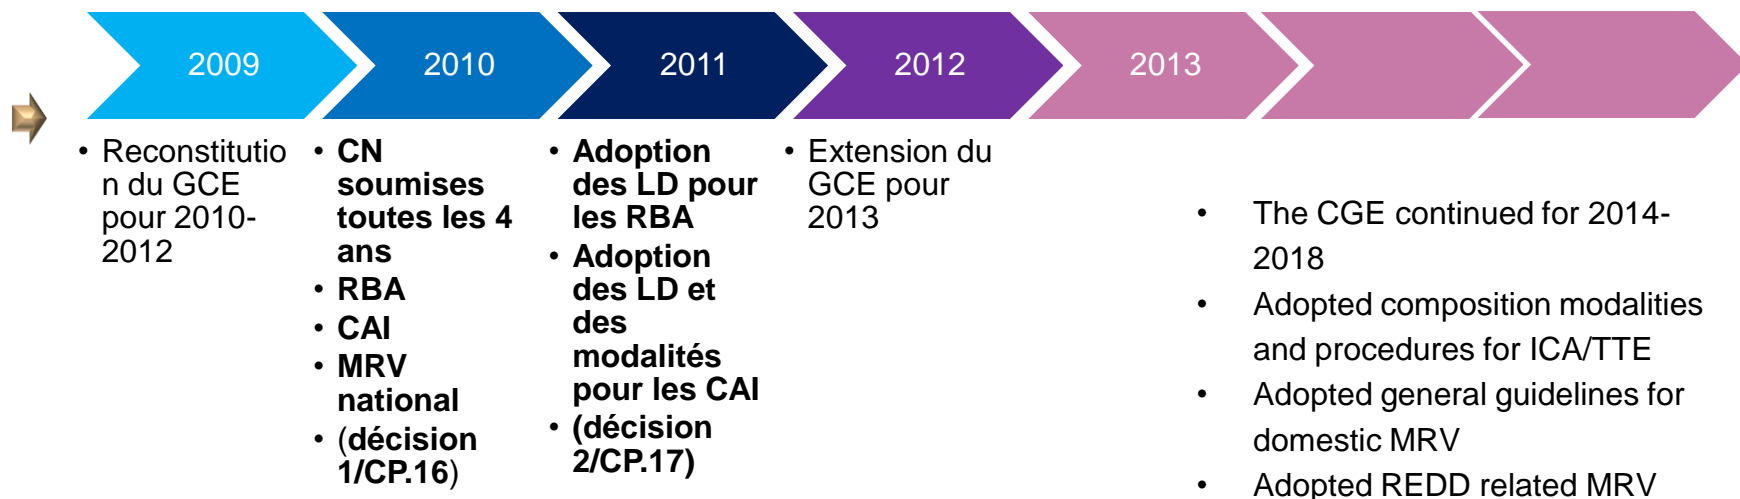 2009
2010
2011
2012
2013
• Reconstitutio
n du GCE
pour 2010-
2012
• CN
soumises
toutes les 4
ans
• RBA
• CAI
• MRV
national
• (décision
1/CP.16)
• Adoption
des LD pour
les RBA
• Adoption
des LD et
des
modalités
pour les CAI
• (décision
2/CP.17)
• Extension du
GCE pour
2013
• The CGE continued for 2014-
2018
• Adopted composition modalities
and procedures for ICA/TTE
• Adopted general guidelines for
domestic MRV
• Adopted REDD related MRV